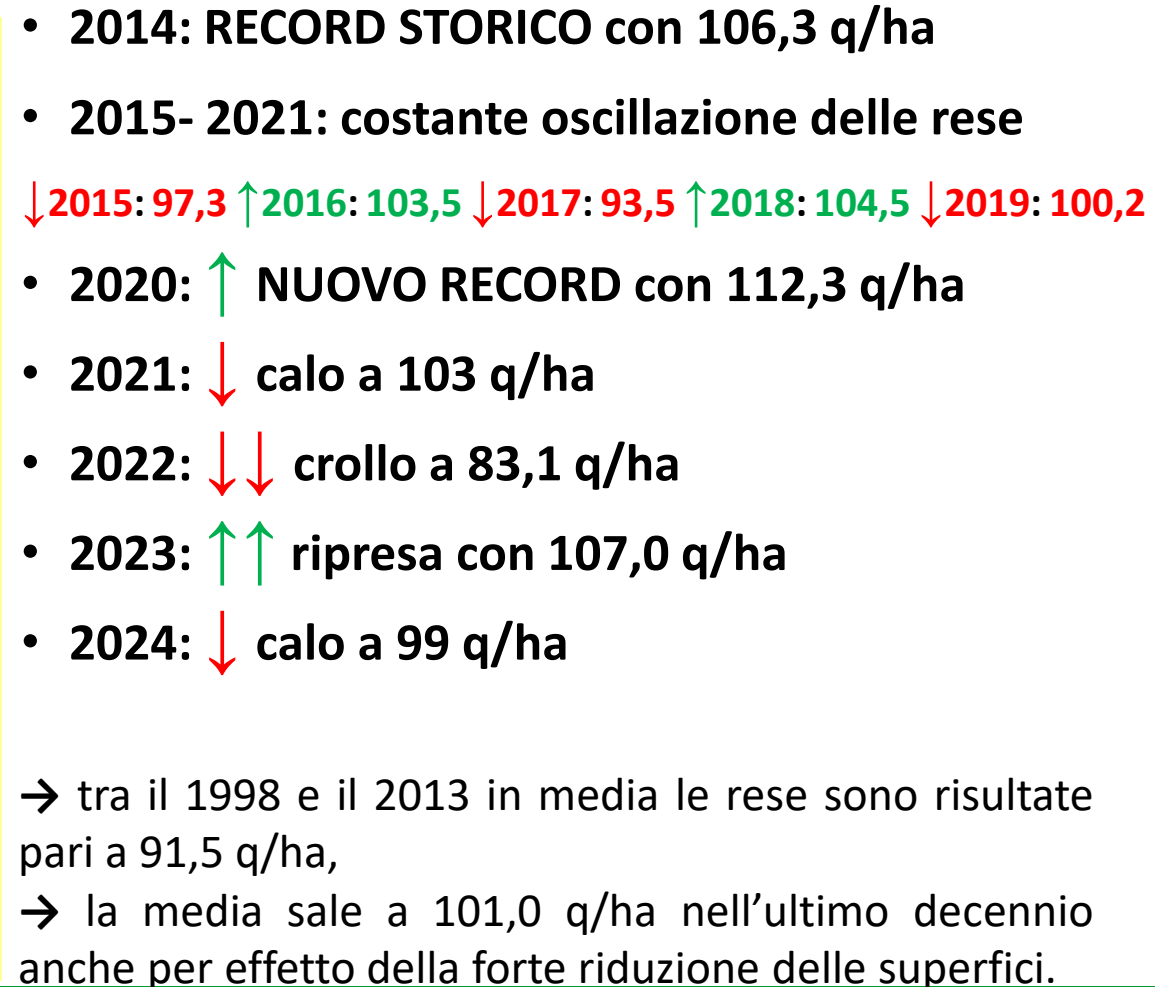 • 2014: RECORD STORICO con 106,3 q/ha
• 2015- 2021: costante oscillazione delle rese
↓2015: 97,3 ↑2016: 103,5 ↓2017: 93,5 ↑2018: 104,5 ↓2019: 100,2
• 2020: ↑ NUOVO RECORD con 112,3 q/ha
• 2021: ↓ calo a 103 q/ha
• 2022: ↓↓ crollo a 83,1 q/ha
• 2023: ↑↑ ripresa con 107,0 q/ha
• 2024: ↓ calo a 99 q/ha
→ tra il 1998 e il 2013 in media le rese sono risultate
pari a 91,5 q/ha,
→ la media sale a 101,0 q/ha nell’ultimo decennio
anche per effetto della forte riduzione delle superfici.